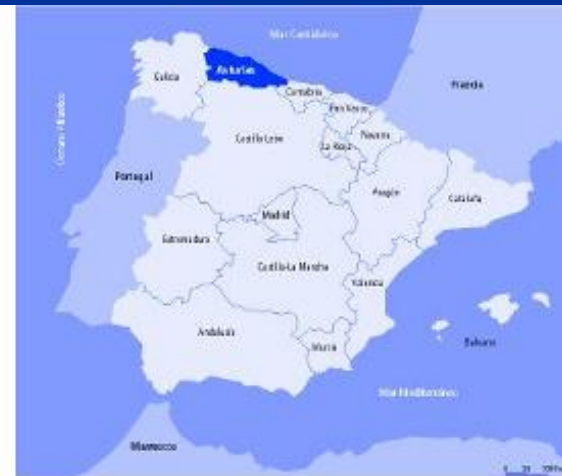 Mar Cantábrico
Asturias
Galicia
Cantabria
País Vasco
Francia
Navarra
La Rioja
Castilla León
Portugal
Aragón
Cataluña
Madrid
Extremadura
Castilla-La Mancha
Valencia
Andalucía
Murcia
Baleares
Mar Mediterráneo
Marruecos